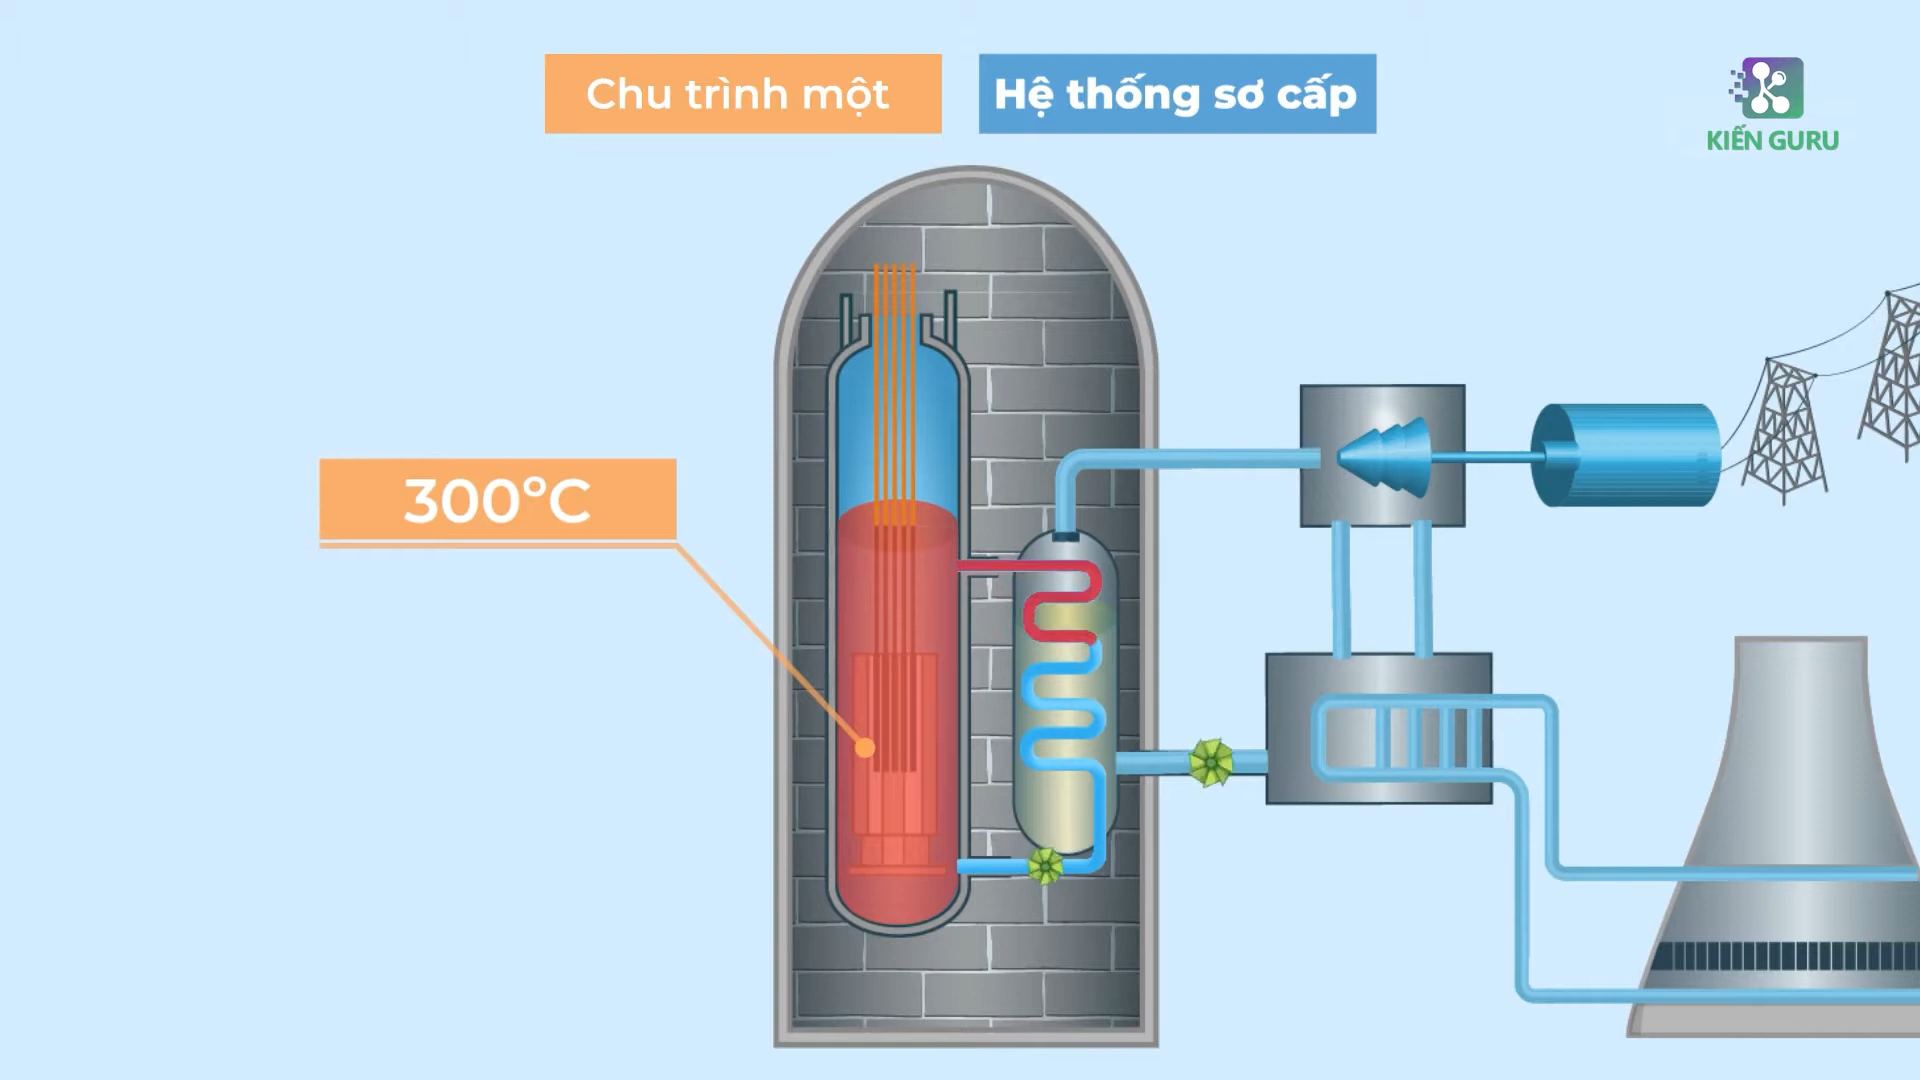 Chu trình một
Hệ thống sơ cấp
KIẾN GURU
300°C